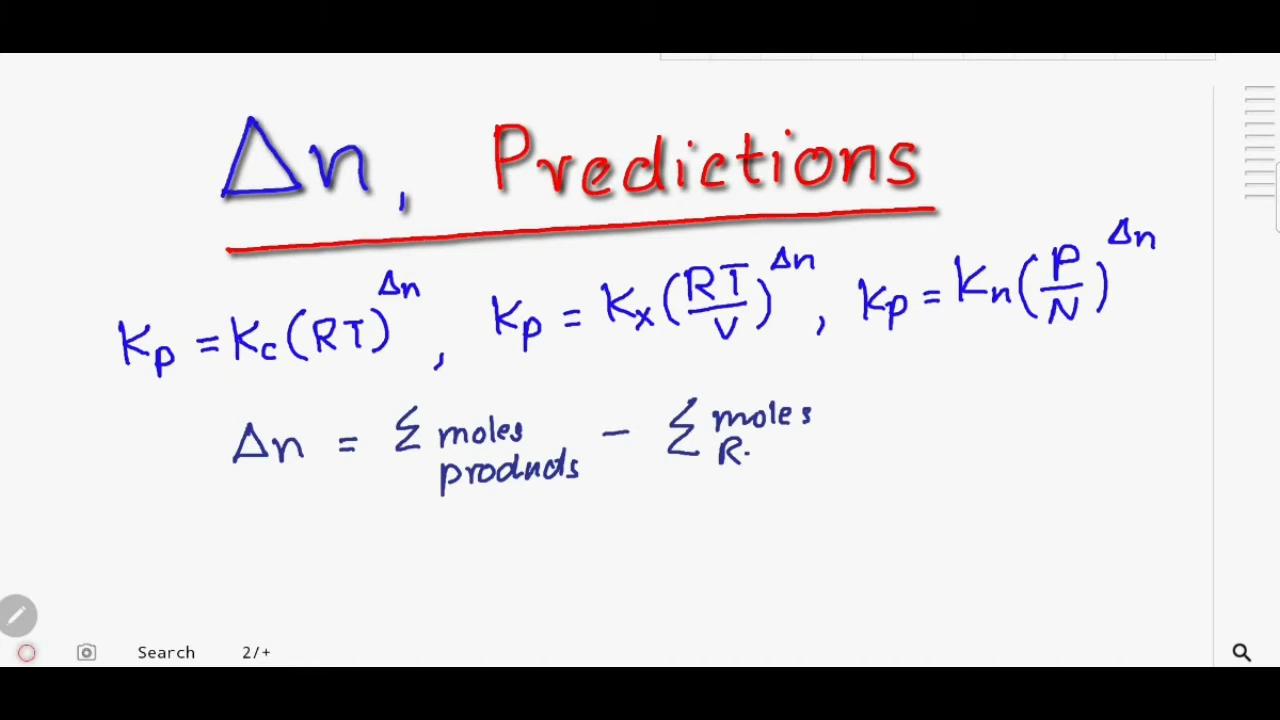 Δn, Predictions
Kp = Kc (RT)^Δn, Kp = Kx (RT/V)^Δn, Kp = Kn (P/N)^Δn
Δn = Σ moles products − Σ moles R.
Search 2/+